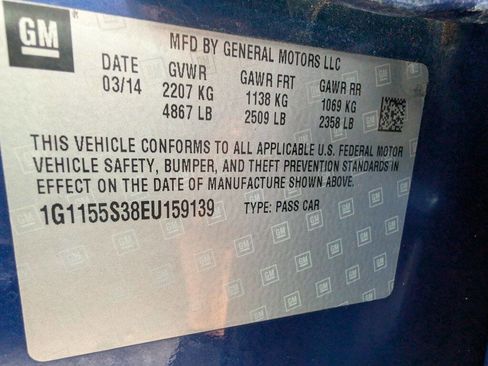 GM
MFD BY GENERAL MOTORS LLC
DATE GVWR GAWR FRT GAWR RR
03/14 2207 KG 1138 KG 1069 KG
4867 LB 2509 LB 2358 LB
THIS VEHICLE CONFORMS TO ALL APPLICABLE U.S. FEDERAL MOTOR
VEHICLE SAFETY, BUMPER, AND THEFT PREVENTION STANDARDS IN
EFFECT ON THE DATE OF MANUFACTURE SHOWN ABOVE.
1G1155S38EU159139 TYPE: PASS CAR